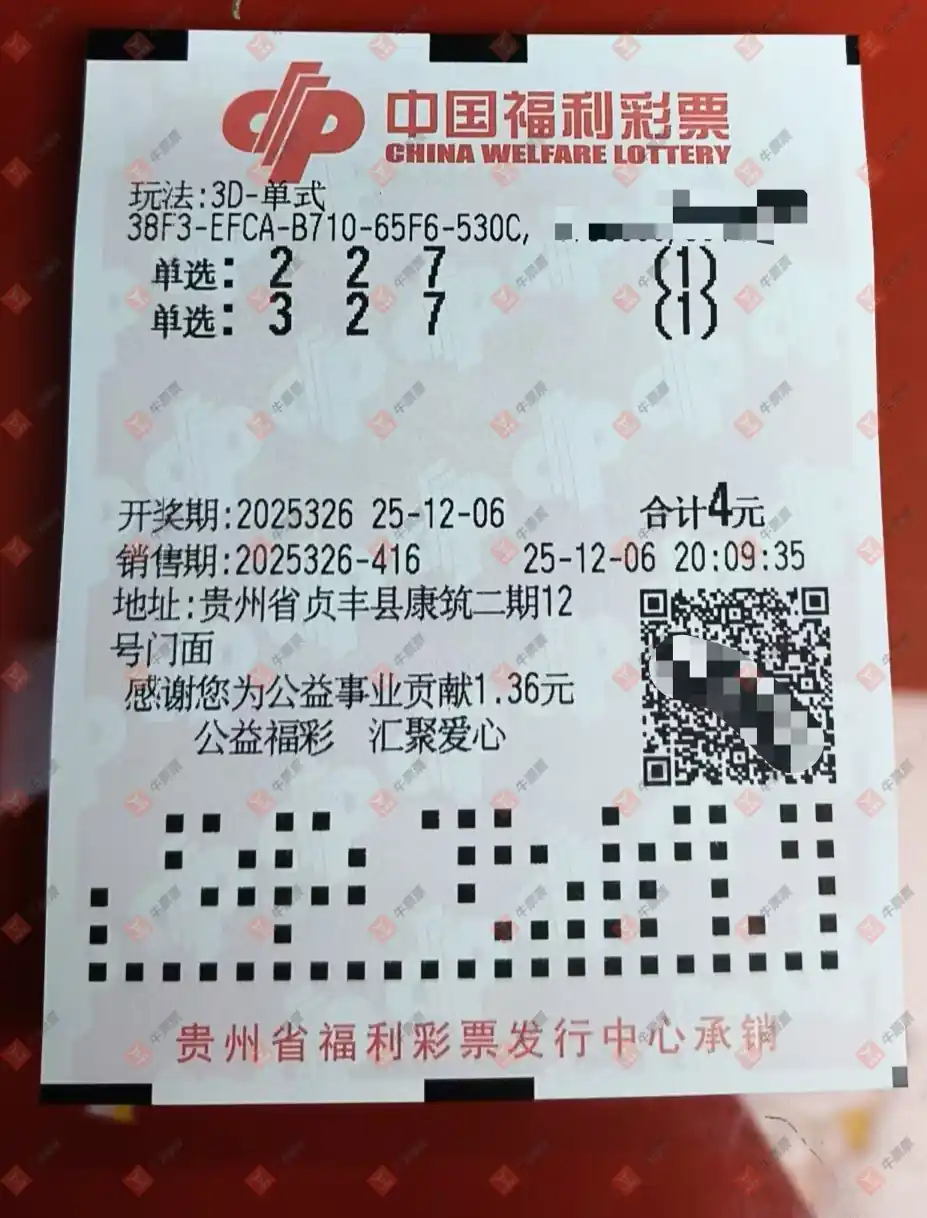 中国福利彩票
CHINA WELFARE LOTTERY
玩法:3D-单式
38F3-EFCA-B710-65F6-530C,
单选: 2 2 7 (1)
单选: 3 2 7 (1)
开奖期:2025326 25-12-06 合计4元
销售期:2025326-416 25-12-06 20:09:35
地址:贵州省贞丰县康筑二期12
号门面
感谢您为公益事业贡献1.36元
公益福彩 汇聚爱心
贵州省福利彩票发行中心承销
牛票票